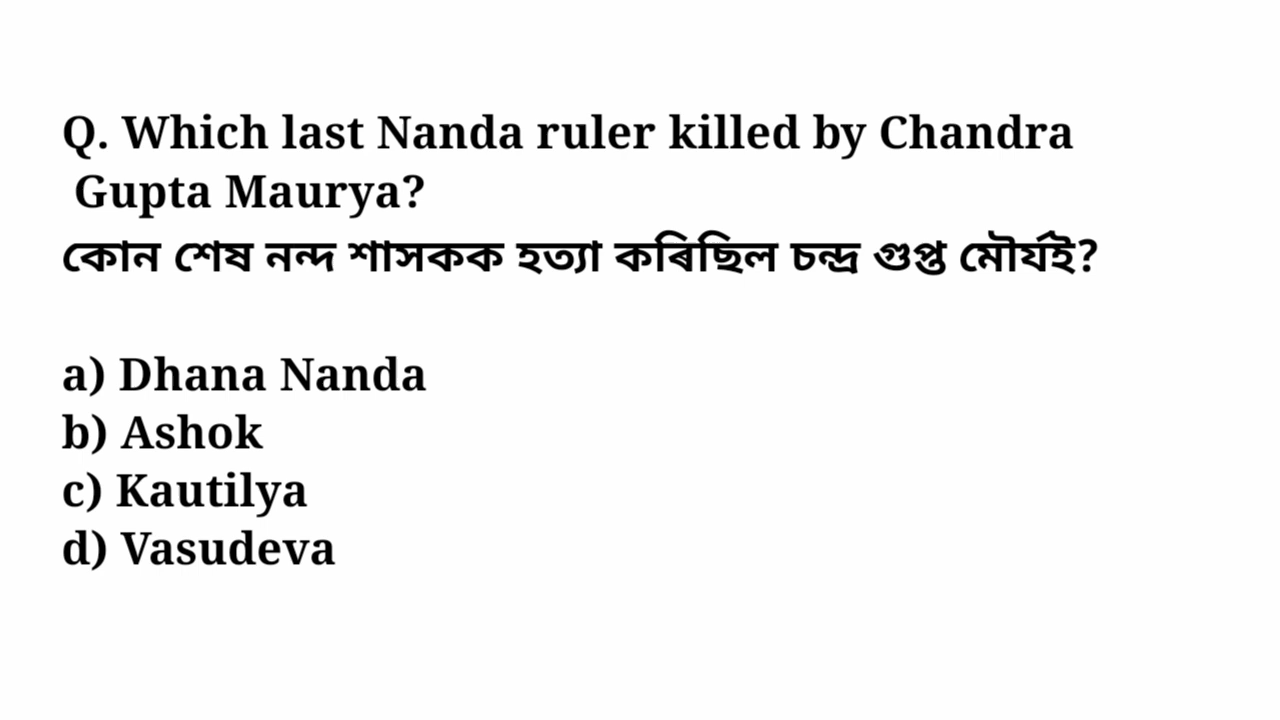 Q. Which last Nanda ruler killed by Chandra
Gupta Maurya?
কোন শেষ নন্দ শাসকক হত্যা কৰিছিল চন্দ্ৰ গুপ্ত মৌৰ্যই?
a) Dhana Nanda
b) Ashok
c) Kautilya
d) Vasudeva